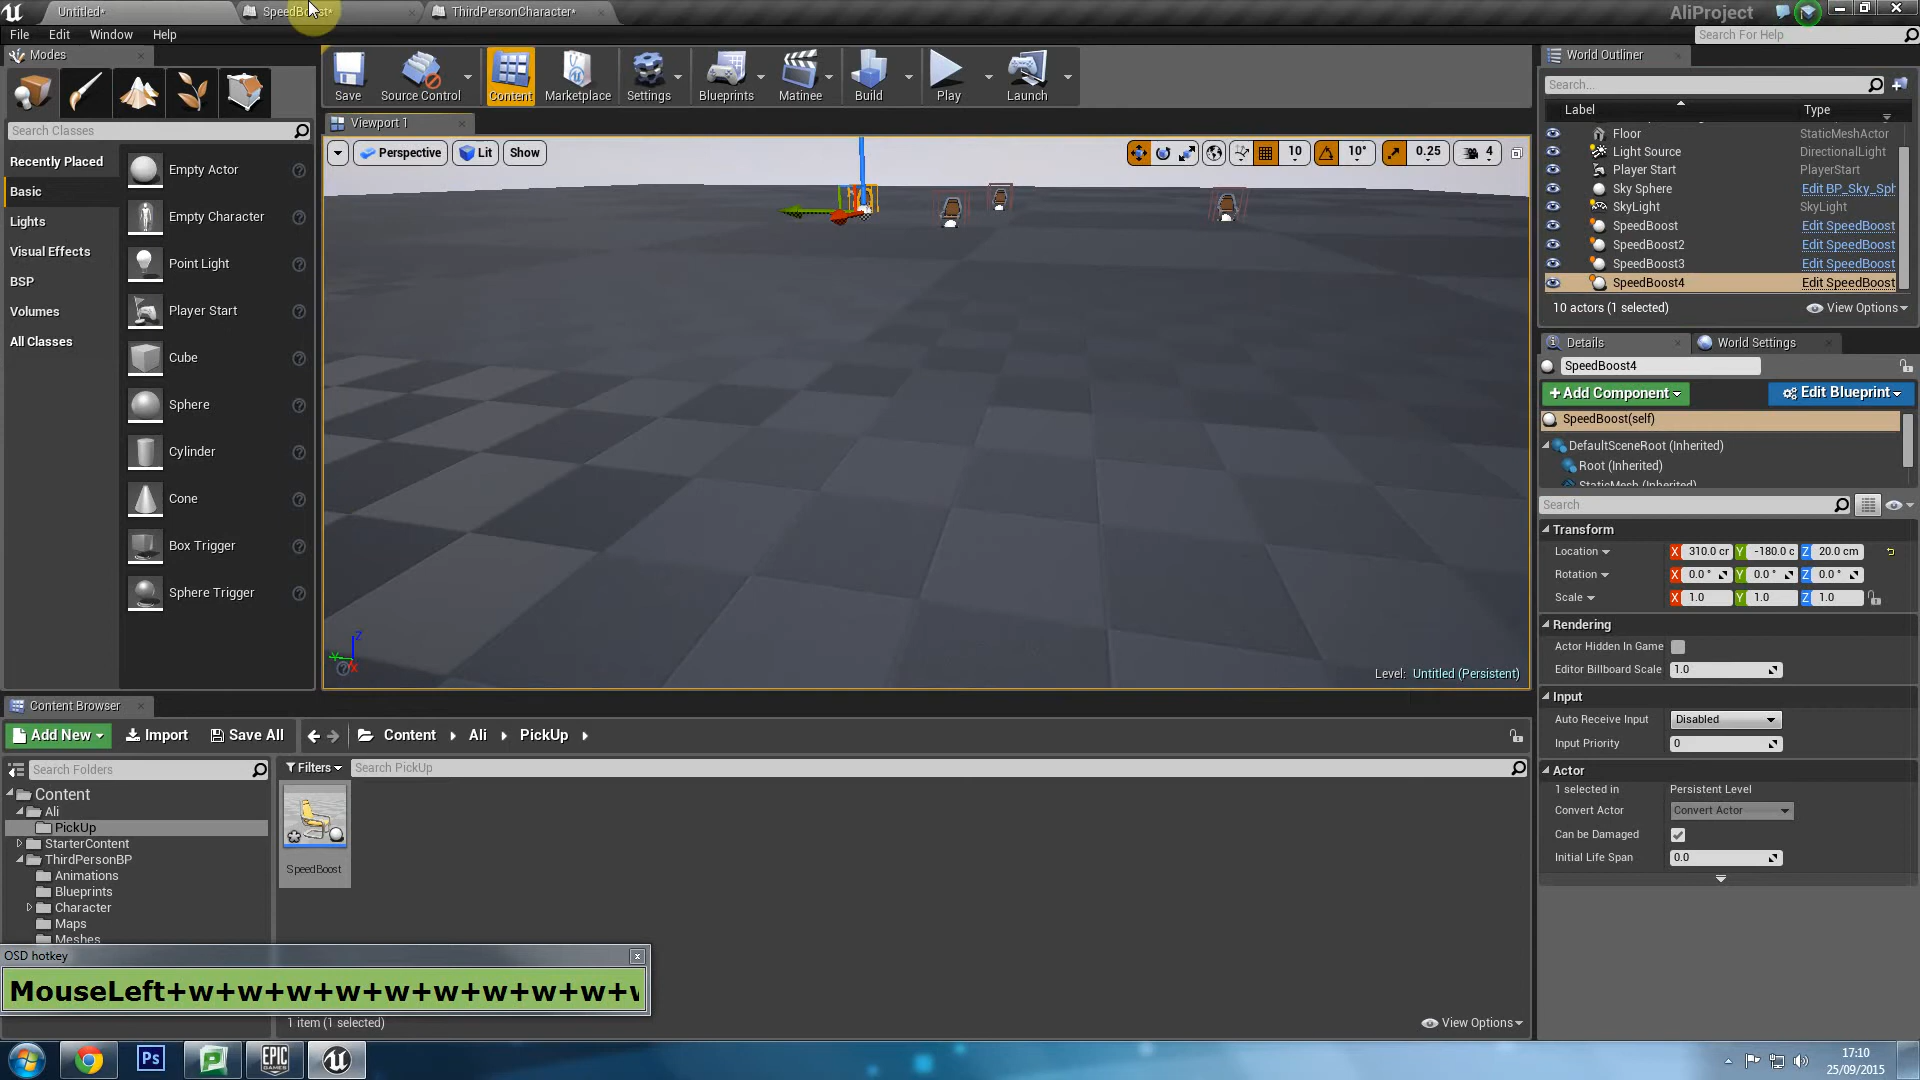 Untitled*
SpeedBoost*
ThirdPersonCharacter*
AliProject
File Edit Window Help
Search For Help
Modes
Search Classes
Recently Placed
Basic
Lights
Visual Effects
BSP
Volumes
All Classes
Empty Actor
Empty Character
Point Light
Player Start
Cube
Sphere
Cylinder
Cone
Box Trigger
Sphere Trigger
Save
Source Control
Content
Marketplace
Settings
Blueprints
Matinee
Build
Play
Launch
Viewport 1
Perspective Lit Show
10 10° 0.25 4
Level: Untitled (Persistent)
World Outliner
Search...
Label Type
Floor StaticMeshActor
Light Source DirectionalLight
Player Start PlayerStart
Sky Sphere Edit BP_Sky_Sph
SkyLight SkyLight
SpeedBoost Edit SpeedBoost
SpeedBoost2 Edit SpeedBoost
SpeedBoost3 Edit SpeedBoost
SpeedBoost4 Edit SpeedBoost
10 actors (1 selected) View Options
Details
World Settings
SpeedBoost4
+Add Component Edit Blueprint
SpeedBoost(self)
DefaultSceneRoot (Inherited)
Root (Inherited)
StaticMesh (Inherited)
Search
Transform
Location X 310.0 cr Y -180.0 c Z 20.0 cm
Rotation X 0.0 ° Y 0.0 ° Z 0.0 °
Scale X 1.0 Y 1.0 Z 1.0
Rendering
Actor Hidden In Game
Editor Billboard Scale 1.0
Input
Auto Receive Input Disabled
Input Priority 0
Actor
1 selected in Persistent Level
Convert Actor Convert Actor
Can be Damaged
Initial Life Span 0.0
Content Browser
Add New Import Save All Content Ali PickUp
Search Folders
Filters Search PickUp
Content
Ali
PickUp
StarterContent
ThirdPersonBP
Animations
Blueprints
Character
Maps
Meshes
SpeedBoost
1 item (1 selected)
View Options
OSD hotkey
MouseLeft+w+w+w+w+w+w+w+w+w+w
Z
Y
X
Ps
EPIC GAMES
17:10
25/09/2015